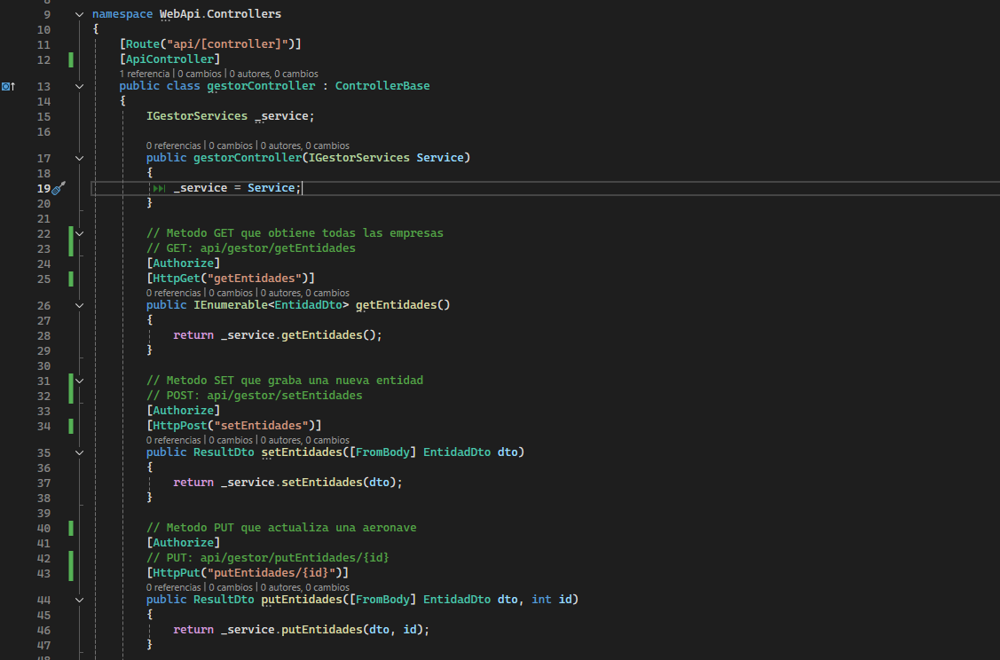 9 namespace WebApi.Controllers
10 {
11 [Route("api/[controller]")]
12 [ApiController]
1 referencia | 0 cambios | 0 autores, 0 cambios
13 public class gestorController : ControllerBase
14 {
15 IGestorServices _service;
16
0 referencias | 0 cambios | 0 autores, 0 cambios
17 public gestorController(IGestorServices Service)
18 {
19 _service = Service;
20 }
21
22 // Metodo GET que obtiene todas las empresas
23 // GET: api/gestor/getEntidades
24 [Authorize]
25 [HttpGet("getEntidades")]
0 referencias | 0 cambios | 0 autores, 0 cambios
26 public IEnumerable<EntidadDto> getEntidades()
27 {
28 return _service.getEntidades();
29 }
30
31 // Metodo SET que graba una nueva entidad
32 // POST: api/gestor/setEntidades
33 [Authorize]
34 [HttpPost("setEntidades")]
0 referencias | 0 cambios | 0 autores, 0 cambios
35 public ResultDto setEntidades([FromBody] EntidadDto dto)
36 {
37 return _service.setEntidades(dto);
38 }
39
40 // Metodo PUT que actualiza una aeronave
41 [Authorize]
42 // PUT: api/gestor/putEntidades/{id}
43 [HttpPut("putEntidades/{id}")]
0 referencias | 0 cambios | 0 autores, 0 cambios
44 public ResultDto putEntidades([FromBody] EntidadDto dto, int id)
45 {
46 return _service.putEntidades(dto, id);
47 }